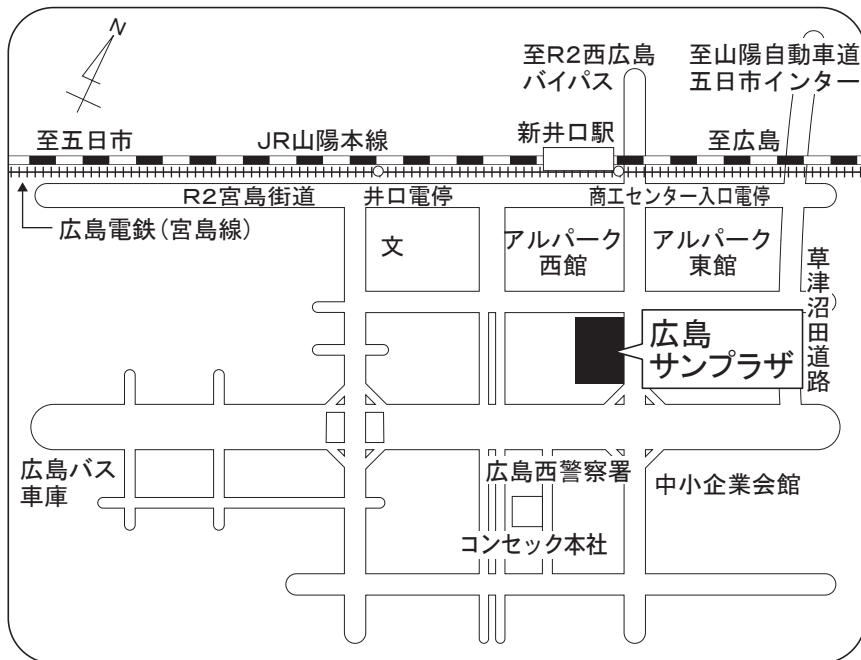 N
至R2西広島
バイパス
至山陽自動車道
五日市インター
至五日市
JR山陽本線
新井口駅
至広島
R2宮島街道
井口電停
商工センター入口電停
広島電鉄(宮島線)
文
アルパーク
西館
アルパーク
東館
草津沼田道路
広島
サンプラザ
広島バス
車庫
広島西警察署
中小企業会館
コンセック本社